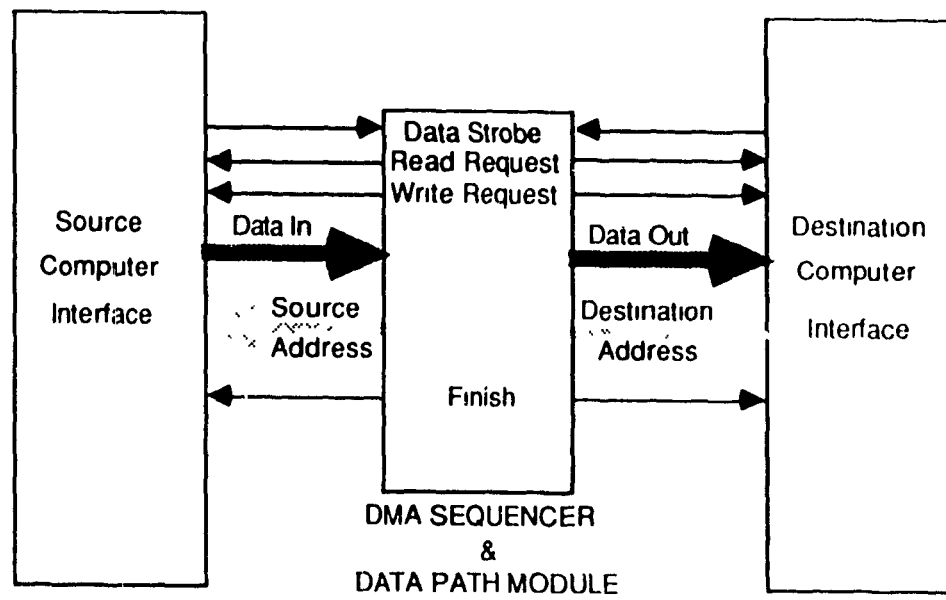 Data Strobe
Read Request
Write Request
Source
Computer
Interface
Data In
Data Out
Destination
Computer
Interface
Source
Address
Destination
Address
Finish
DMA SEQUENCER
&
DATA PATH MODULE